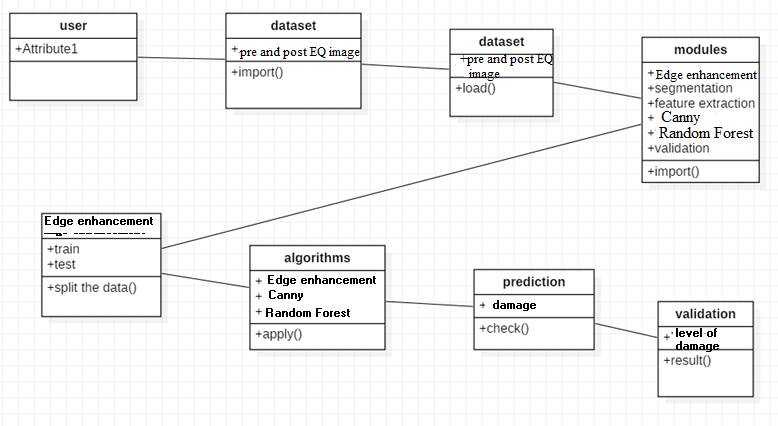 user
+Attribute1
dataset
+pre and post EQ image
+import()
dataset
+pre and post EQ
image
+load()
modules
+Edge enhancement
+segmentation
+feature extraction
+ Canny
+ Random Forest
+validation
+import()
Edge enhancement
+train
+test
+split the data()
algorithms
+ Edge enhancement
+ Canny
+ Random Forest
+apply()
prediction
+ damage
+check()
validation
+ level of
damage
+result()